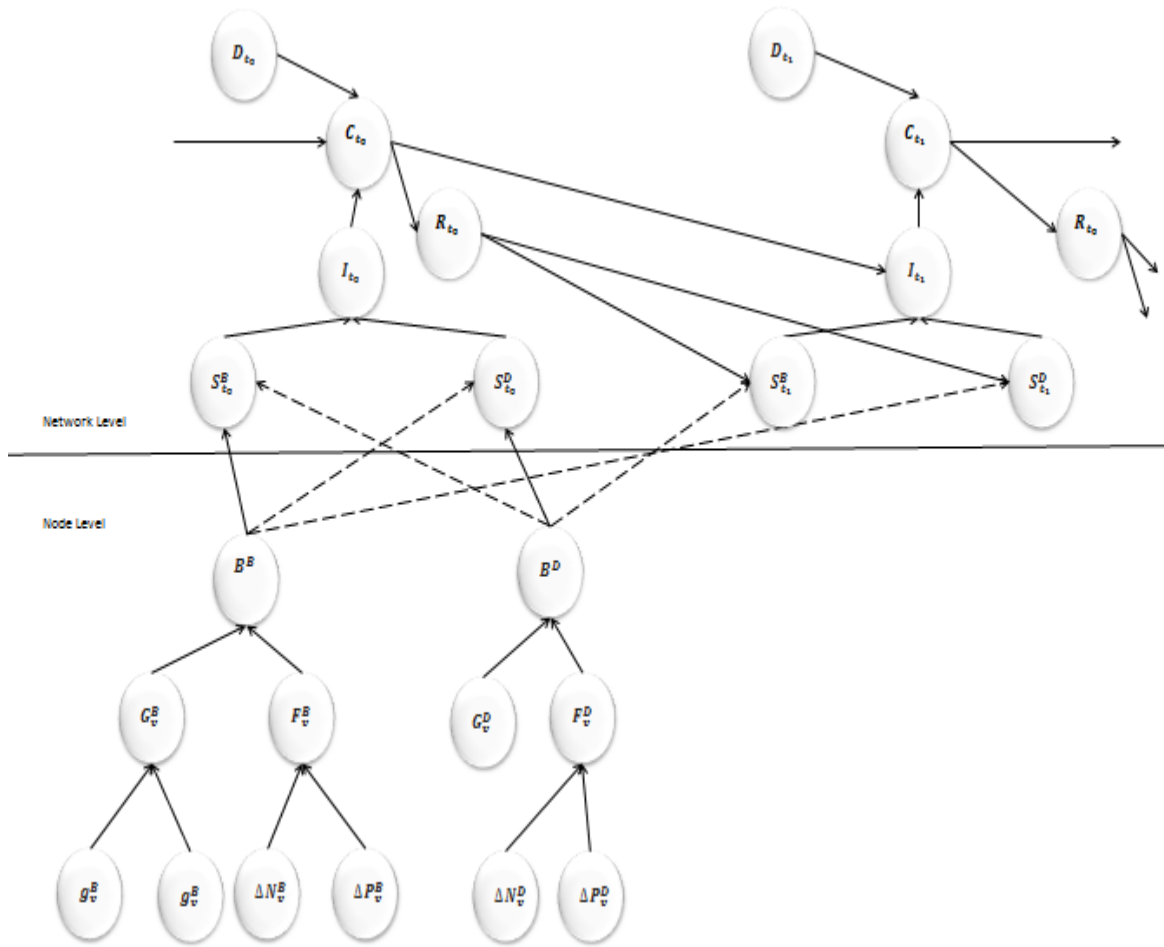 D_{t_0}
D_{t_1}
C_{t_0}
C_{t_1}
R_{t_0}
R_{t_0}
I_{t_0}
I_{t_1}
S^B_{t_0}
S^D_{t_0}
S^B_{t_1}
S^D_{t_1}
Network Level
Node Level
B^B
B^D
G^B_v
F^B_v
G^D_v
F^D_v
g^B_v
g^B_v
ΔN^B_v
ΔP^B_v
ΔN^D_v
ΔP^D_v